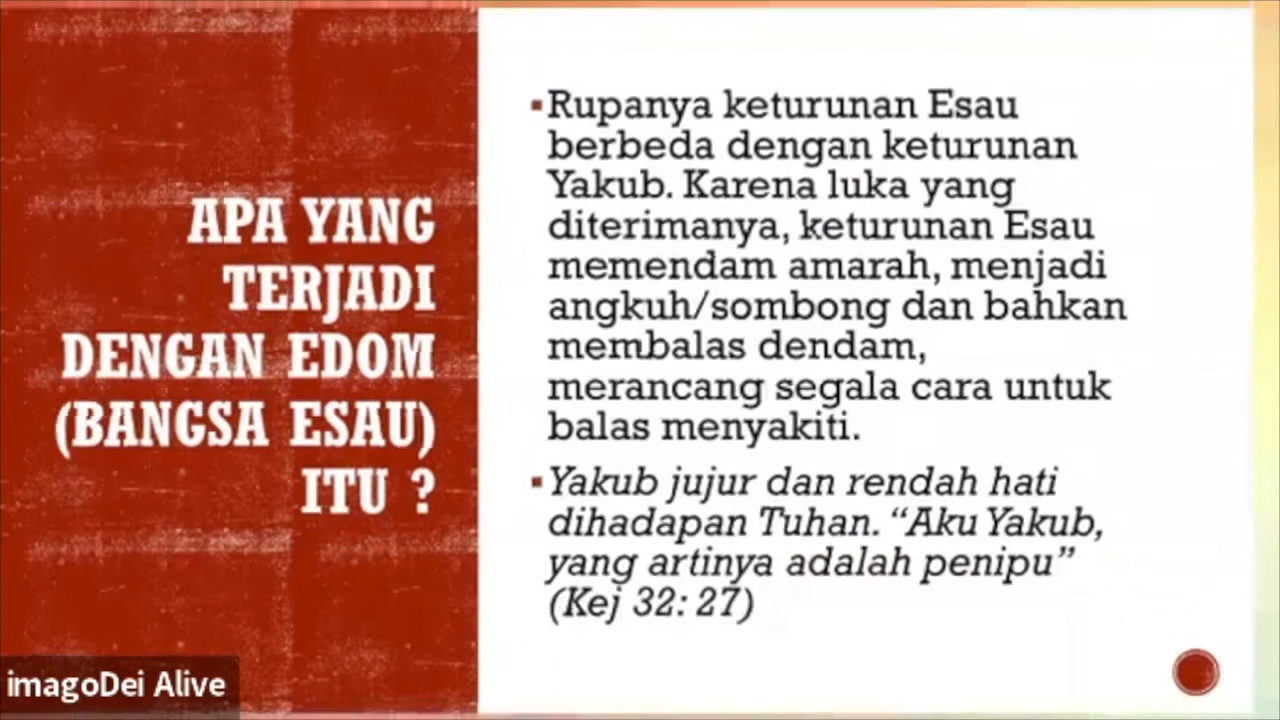 APA YANG
TERJADI
DENGAN EDOM
(BANGSA ESAU)
ITU ?
▪Rupanya keturunan Esau
berbeda dengan keturunan
Yakub. Karena luka yang
diterimanya, keturunan Esau
memendam amarah, menjadi
angkuh/sombong dan bahkan
membalas dendam,
merancang segala cara untuk
balas menyakiti.
▪Yakub jujur dan rendah hati
dihadapan Tuhan. “Aku Yakub,
yang artinya adalah penipu”
(Kej 32: 27)
imagoDei Alive